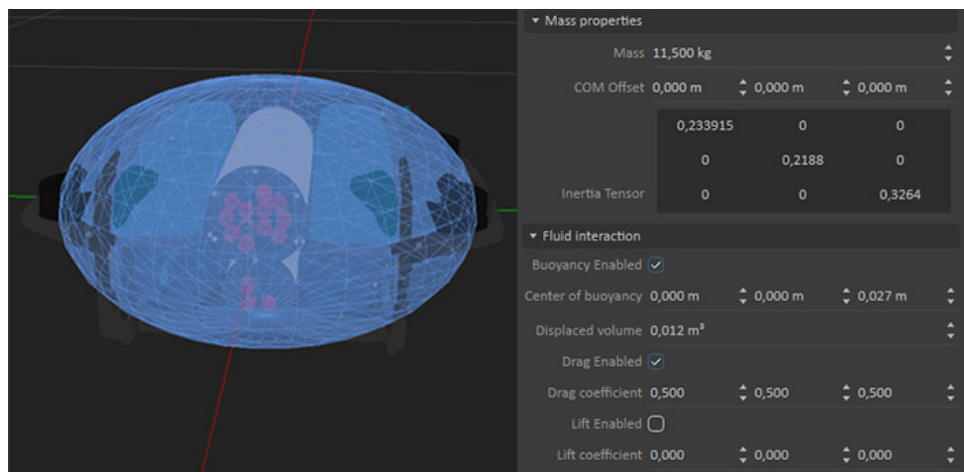 Mass properties
Mass 11,500 kg
COM Offset 0,000 m 0,000 m 0,000 m
0,233915 0 0
0 0,2188 0
Inertia Tensor 0 0 0,3264
Fluid interaction
Buoyancy Enabled
Center of buoyancy 0,000 m 0,000 m 0,027 m
Displaced volume 0,012 m³
Drag Enabled
Drag coefficient 0,500 0,500 0,500
Lift Enabled
Lift coefficient 0,000 0,000 0,000